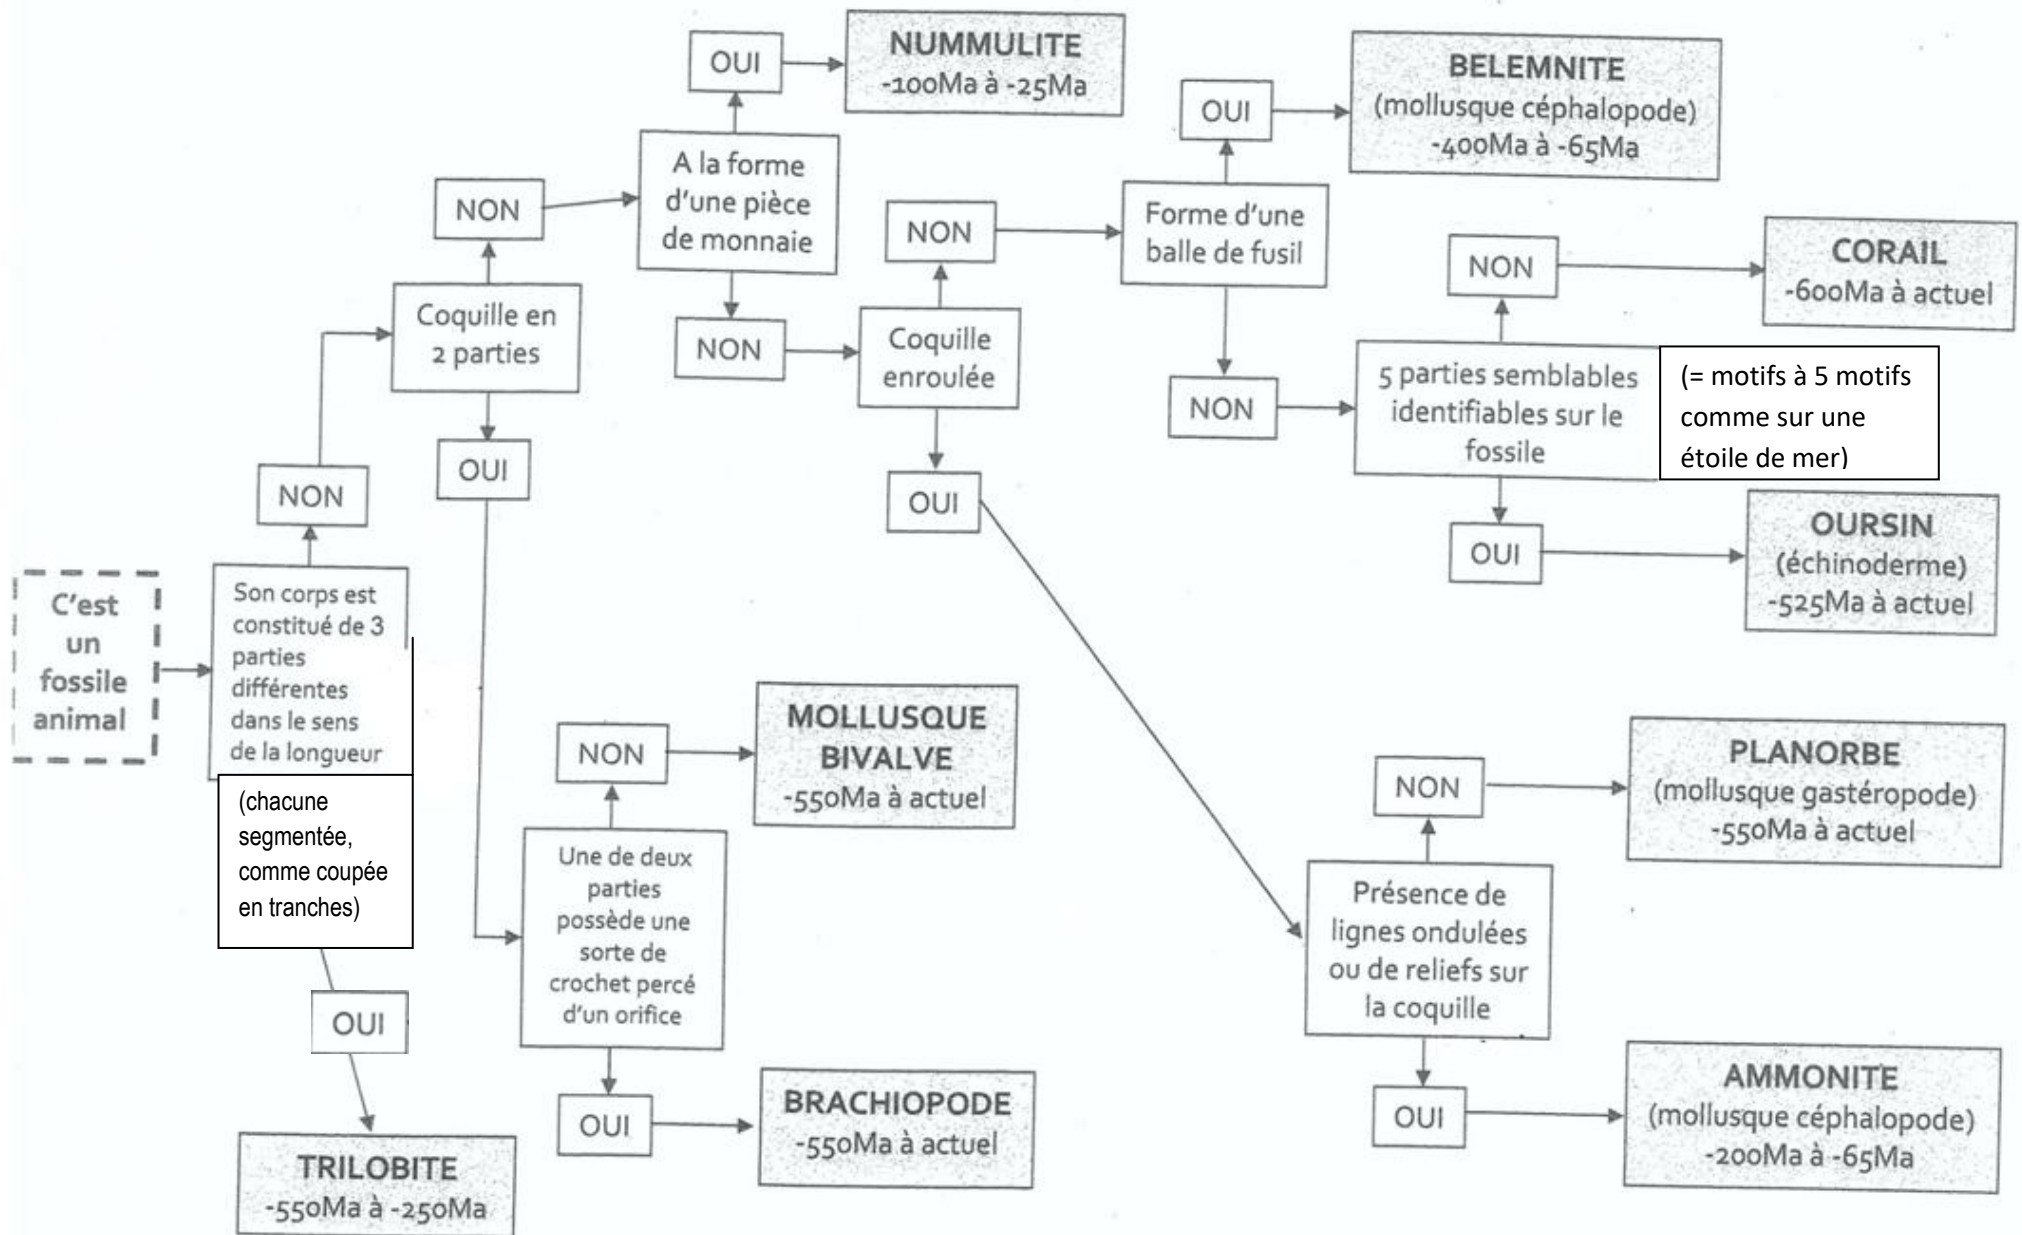 C'est
un
fossile
animal
Son corps est
constitué de 3
parties
différentes
dans le sens
de la longueur
(chacune
segmentée,
comme coupée
en tranches)
OUI
TRILOBITE
-550Ma à -250Ma
NON
Coquille en
2 parties
OUI
Une de deux
parties
possède une
sorte de
crochet percé
d'un orifice
NON
MOLLUSQUE
BIVALVE
-550Ma à actuel
OUI
BRACHIOPODE
-550Ma à actuel
NON
A la forme
d'une pièce
de monnaie
OUI
NUMMULITE
-100Ma à -25Ma
NON
Coquille
enroulée
NON
Forme d'une
balle de fusil
OUI
BELEMNITE
(mollusque céphalopode)
-400Ma à -65Ma
NON
5 parties semblables
identifiables sur le
fossile
(= motifs à 5 motifs
comme sur une
étoile de mer)
NON
CORAIL
-600Ma à actuel
OUI
OURSIN
(échinoderme)
-525Ma à actuel
OUI
Présence de
lignes ondulées
ou de reliefs sur
la coquille
NON
PLANORBE
(mollusque gastéropode)
-550Ma à actuel
OUI
AMMONITE
(mollusque céphalopode)
-200Ma à -65Ma